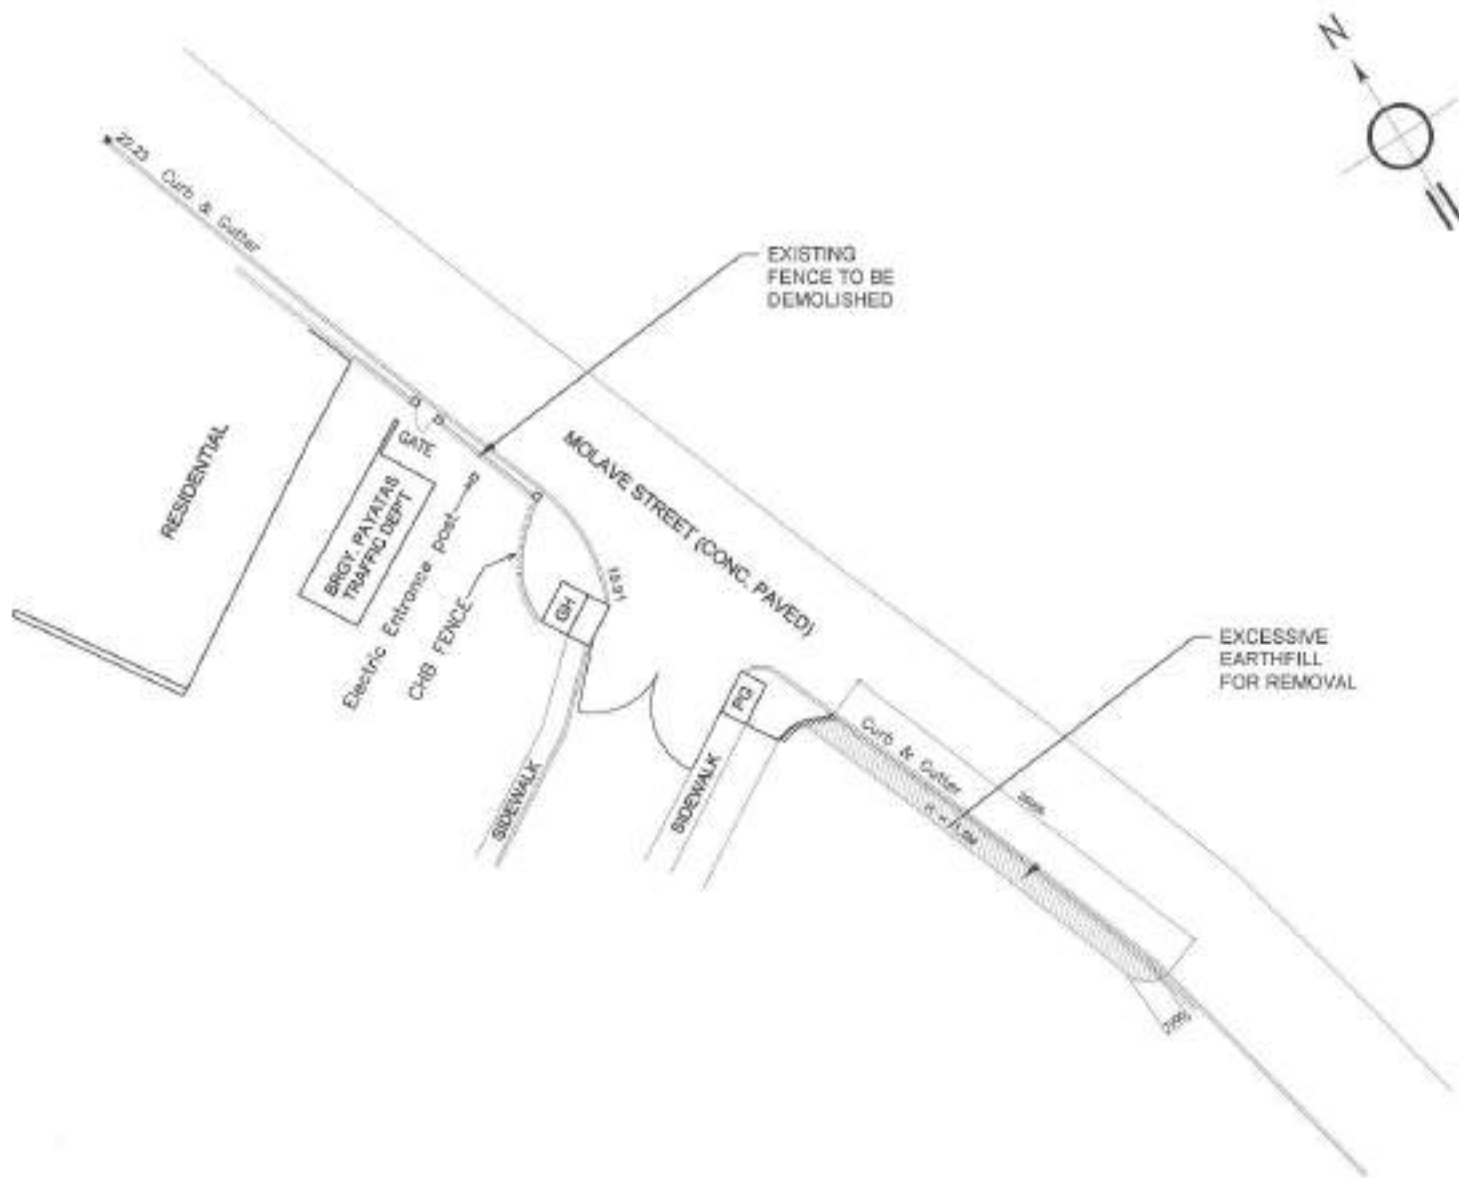 N
22.23
Curb & Gutter
EXISTING
FENCE TO BE
DEMOLISHED
RESIDENTIAL
GATE
BRGY. PAYATAS
TRAFFIC DEPT
Electric Entrance post
CHB FENCE
MOLAVE STREET (CONC. PAVED)
GH
PG
SIDEWALK
SIDEWALK
EXCESSIVE
EARTHFILL
FOR REMOVAL
Curb & Gutter